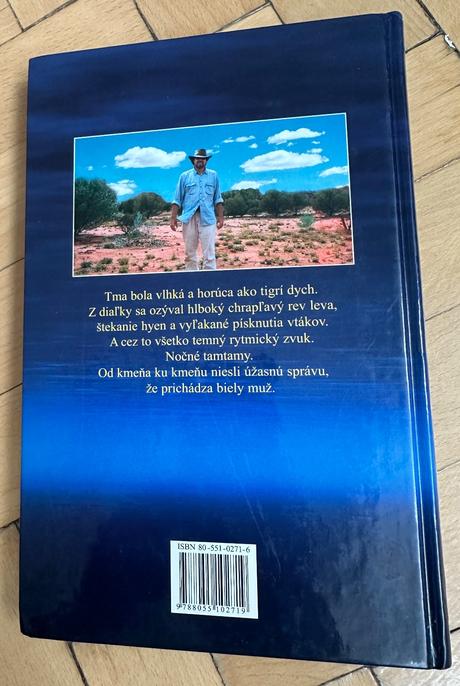 Tma bola vlhká a horúca ako tigrí dych.
Z diaľky sa ozýval hlboký chrapľavý rev leva,
štekanie hyen a vyľakané písknutia vtákov.
A cez to všetko temný rytmický zvuk.
Nočné tamtamy.
Od kmeňa ku kmeňu niesli úžasnú správu,
že prichádza biely muž.
ISBN 80-551-0271-6
9788055102719